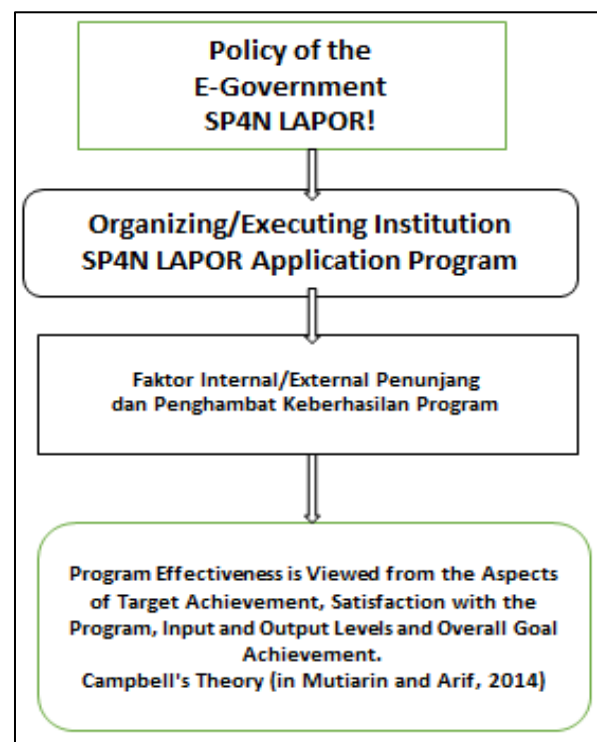 Policy of the
E-Government
SP4N LAPOR!
Organizing/Executing Institution
SP4N LAPOR Application Program
Faktor Internal/External Penunjang
dan Penghambat Keberhasilan Program
Program Effectiveness is Viewed from the Aspects
of Target Achievement, Satisfaction with the
Program, Input and Output Levels and Overall Goal
Achievement.
Campbell's Theory (in Mutiarin and Arif, 2014)